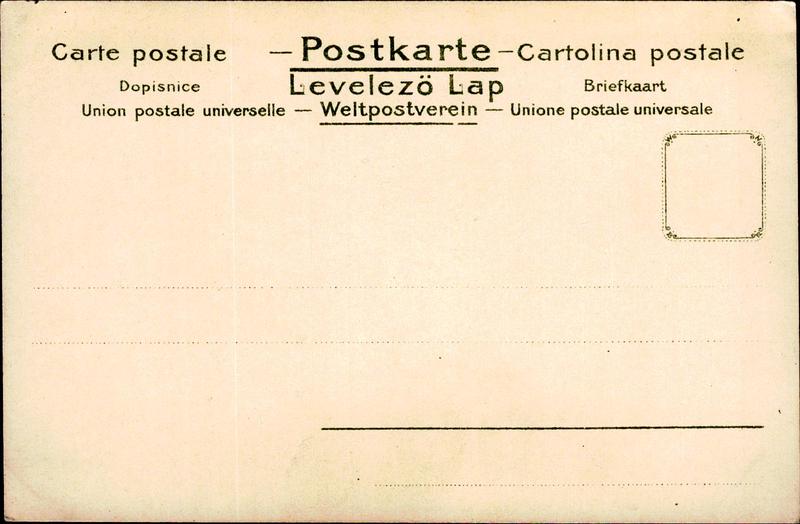 Carte postale — Postkarte — Cartolina postale
Dopisnice Levelezö Lap Briefkaart
Union postale universelle — Weltpostverein — Unione postale universale